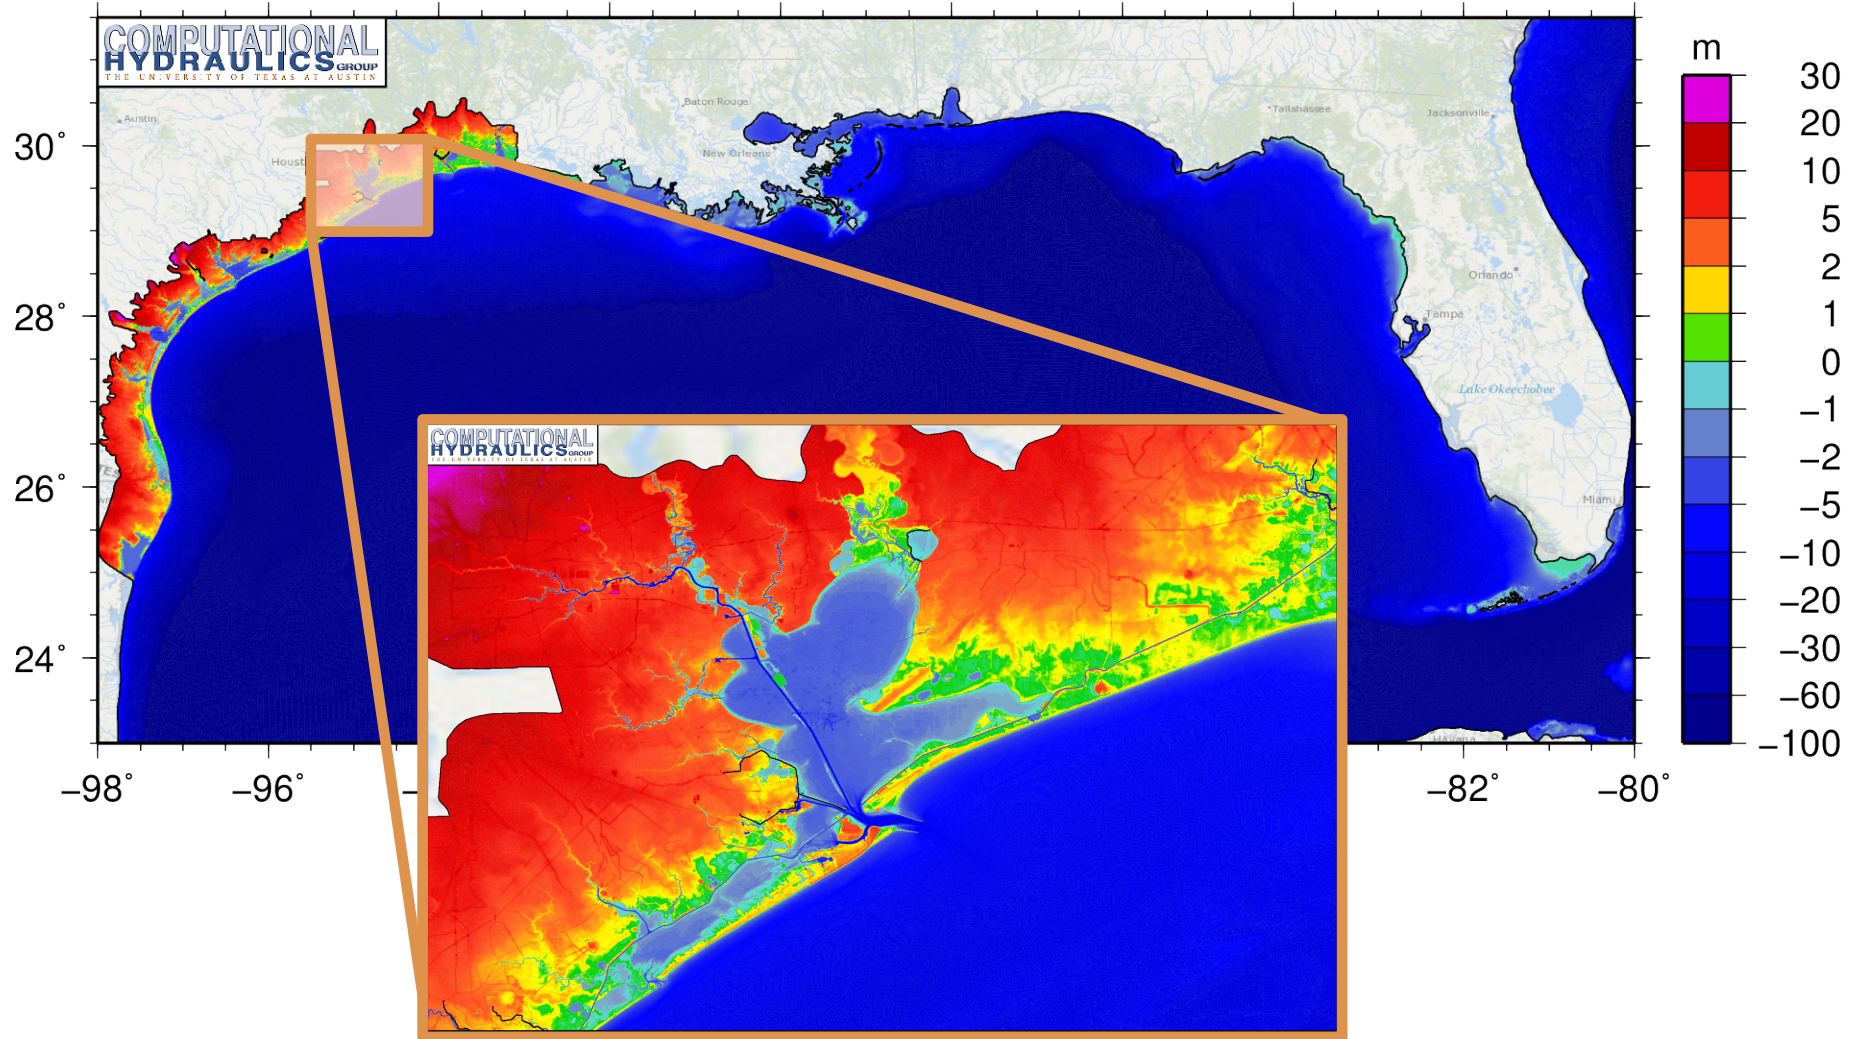 COMPUTATIONAL
HYDRAULICS GROUP
THE UNIVERSITY OF TEXAS AT AUSTIN
m
30
20
10
5
2
1
0
−1
−2
−5
−10
−20
−30
−60
−100
Austin
Baton Rouge
New Orleans
Tallahassee
Jacksonville
Orlando
Tampa
Lake Okeechobee
Miami
Havana
30°
28°
26°
24°
−98°
−96°
−82°
−80°
COMPUTATIONAL
HYDRAULICS GROUP
THE UNIVERSITY OF TEXAS AT AUSTIN